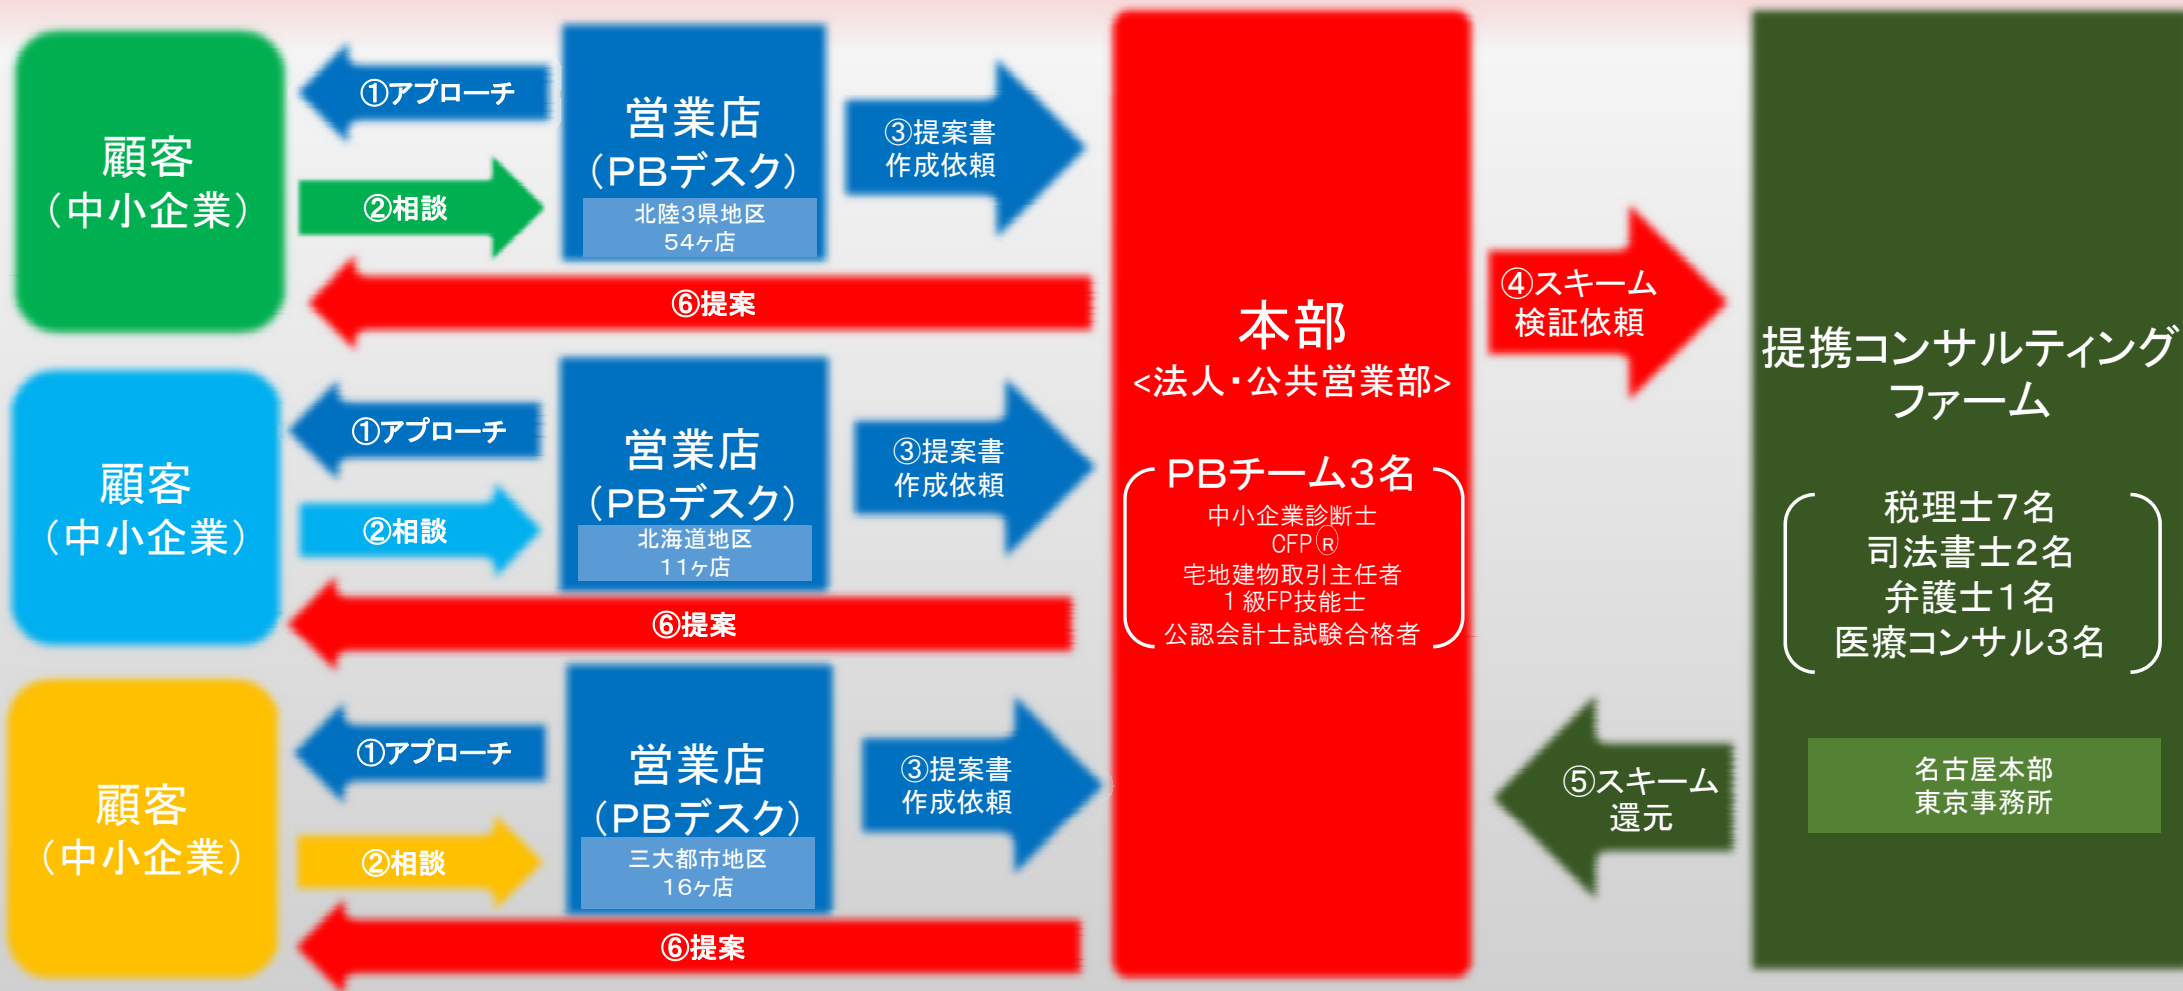 顧客
（中小企業）
①アプローチ
②相談
営業店
（ＰＢデスク）
北陸３県地区
５４ヶ店
③提案書
作成依頼
⑥提案
顧客
（中小企業）
①アプローチ
②相談
営業店
（ＰＢデスク）
北海道地区
１１ヶ店
③提案書
作成依頼
⑥提案
顧客
（中小企業）
①アプローチ
②相談
営業店
（ＰＢデスク）
三大都市地区
１６ヶ店
③提案書
作成依頼
⑥提案
本部
<法人・公共営業部>
ＰＢチーム３名
中小企業診断士
CFPⓇ
宅地建物取引主任者
１級FP技能士
公認会計士試験合格者
④スキーム
検証依頼
⑤スキーム
還元
提携コンサルティング
ファーム
税理士７名
司法書士２名
弁護士１名
医療コンサル３名
名古屋本部
東京事務所